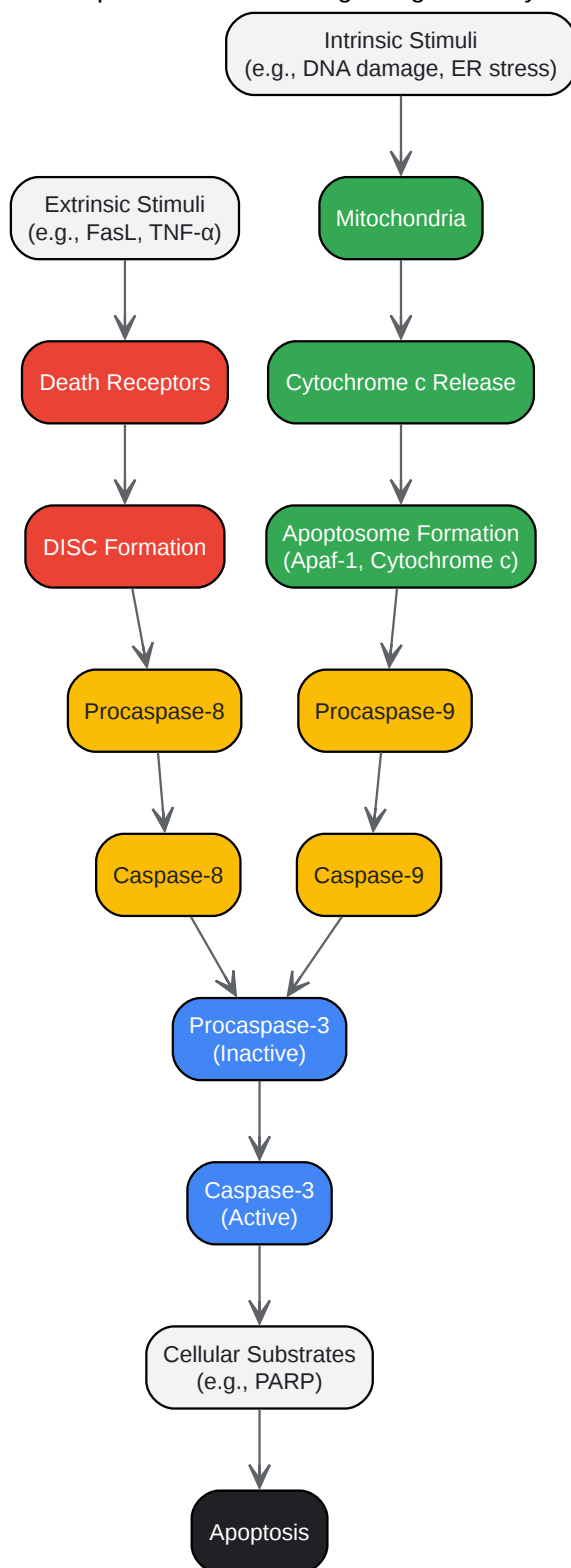 Intrinsic Stimuli
(e.g., DNA damage, ER stress)
Extrinsic Stimuli
(e.g., FasL, TNF-α)
Mitochondria
Death Receptors
Cytochrome c Release
DISC Formation
Apoptosome Formation
(Apaf-1, Cytochrome c)
Procaspase-8
Procaspase-9
Caspase-8
Caspase-9
Procaspase-3
(Inactive)
Caspase-3
(Active)
Cellular Substrates
(e.g., PARP)
Apoptosis